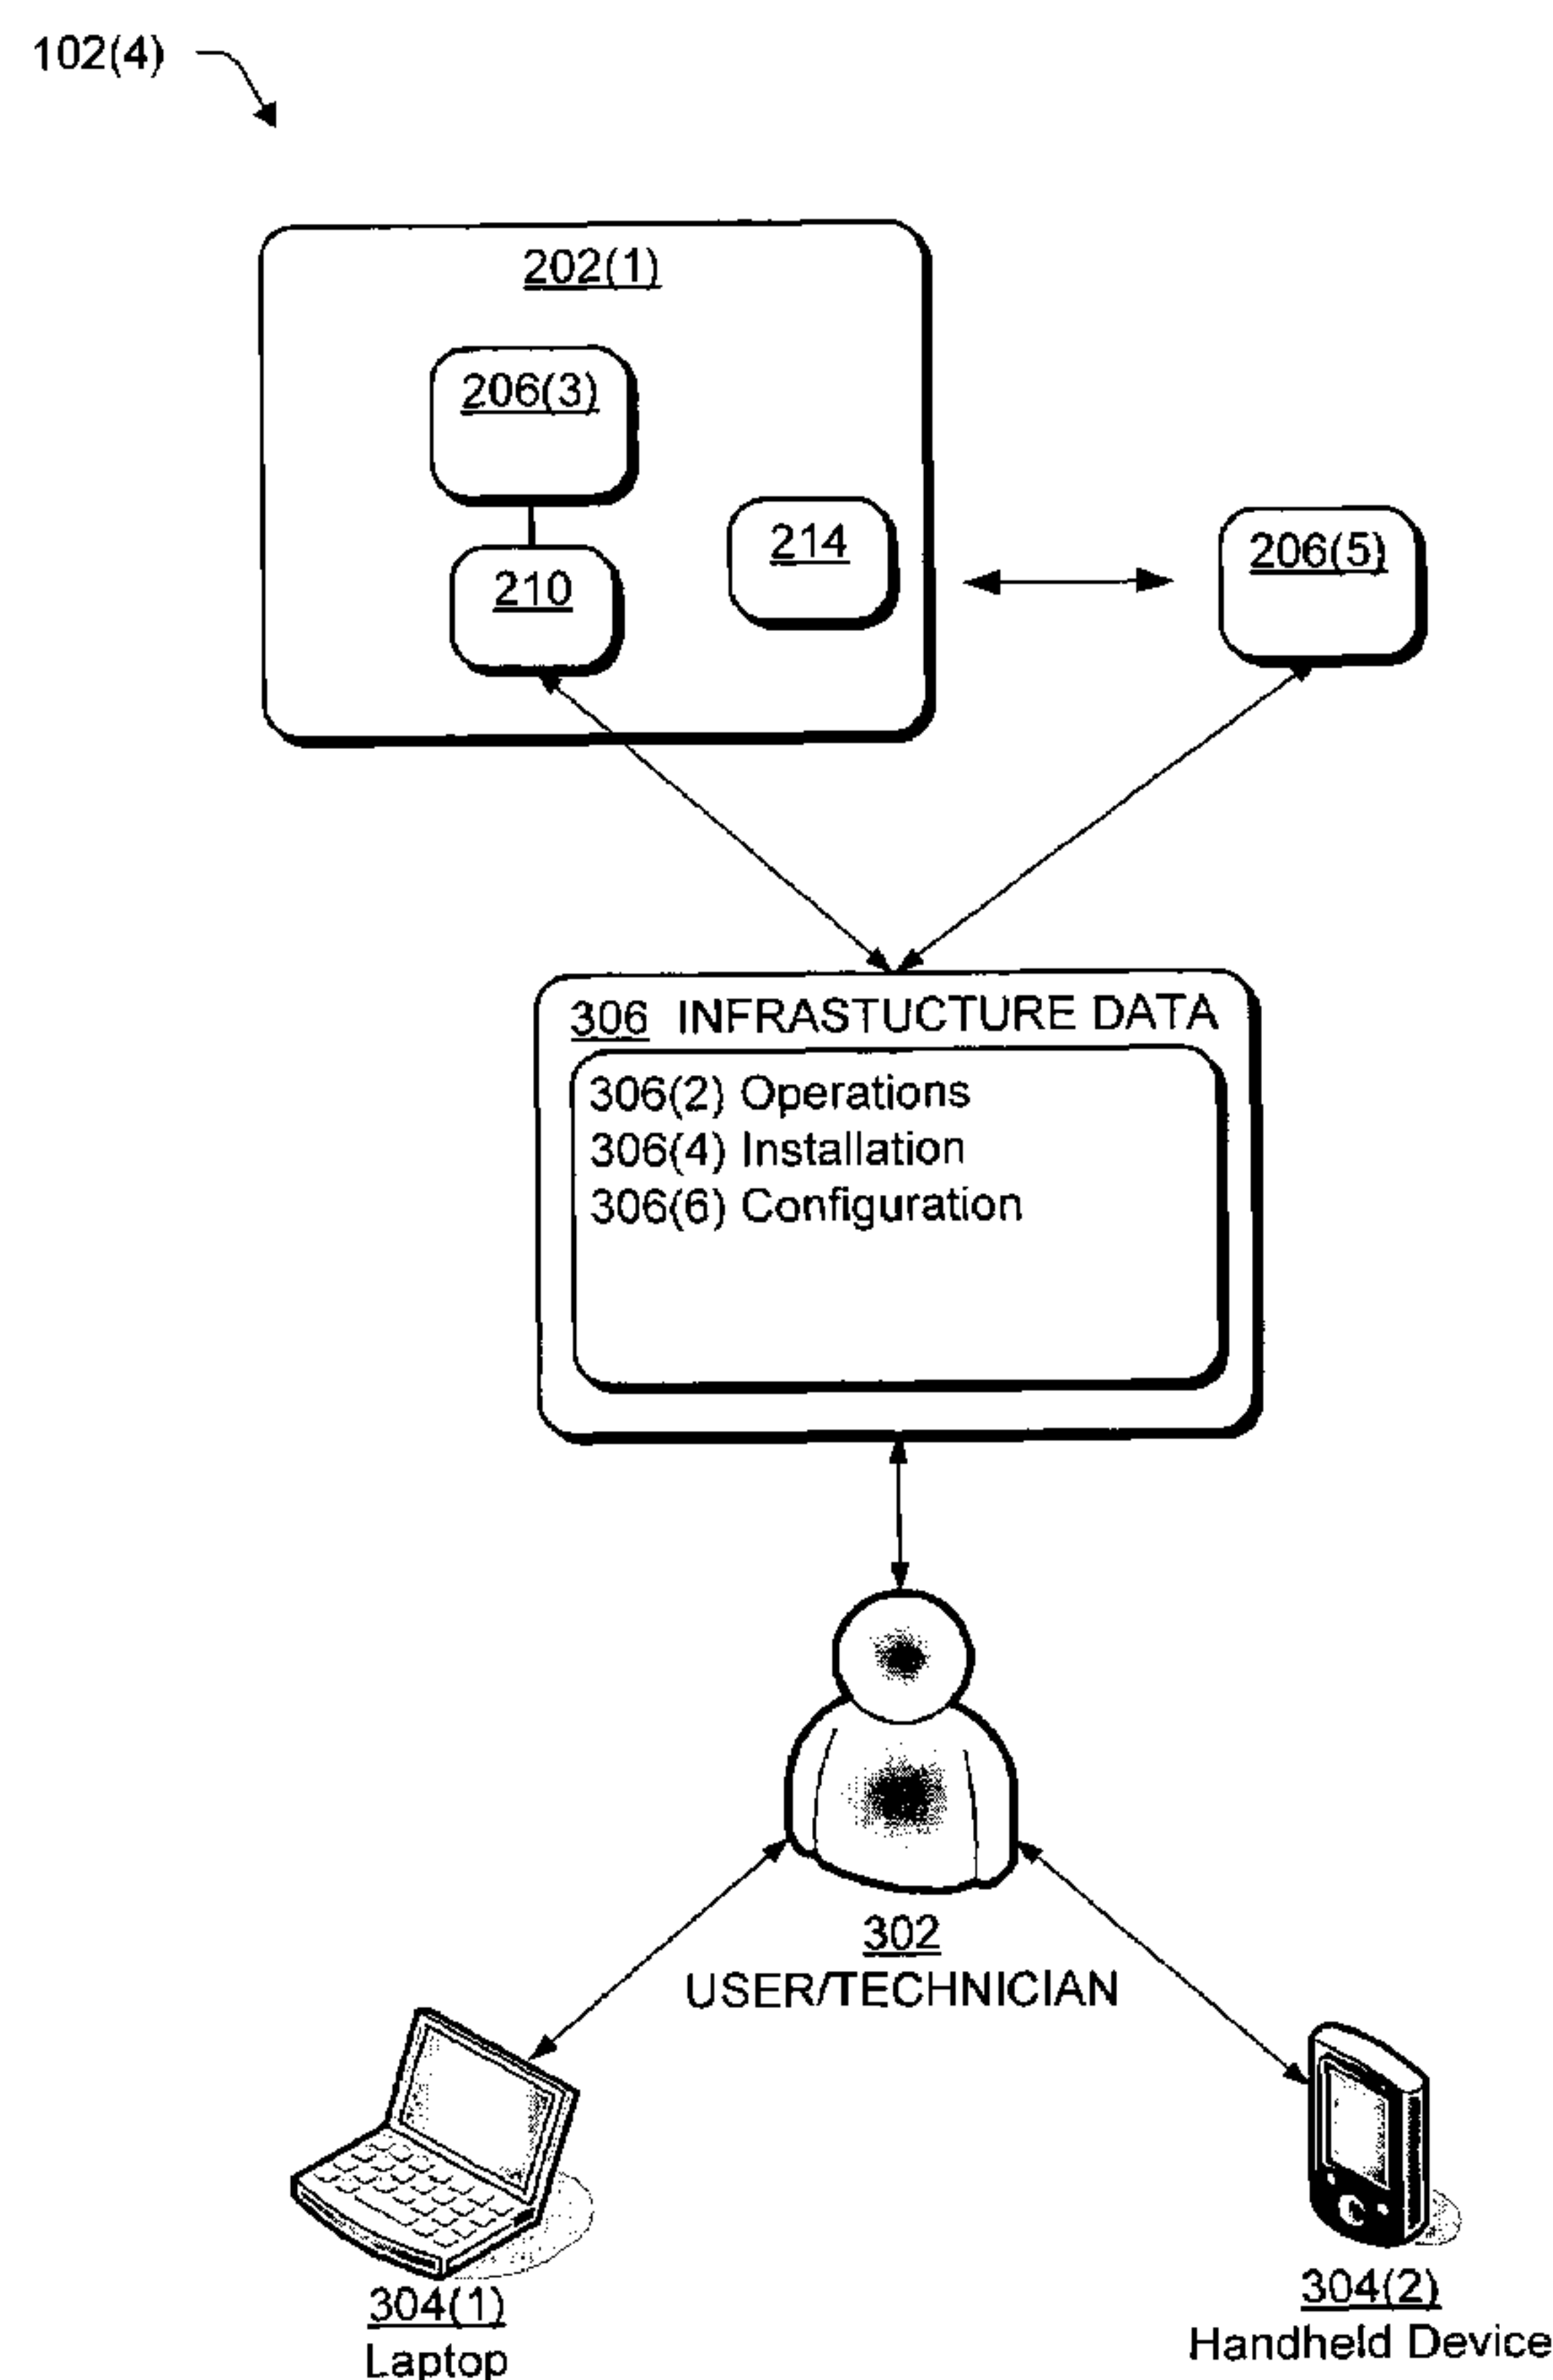 102(4)
202(1)
206(3)
210
214
206(5)
306 INFRASTUCTURE DATA
306(2) Operations
306(4) Installation
306(6) Configuration
302
USER/TECHNICIAN
304(1)
Laptop
304(2)
Handheld Device